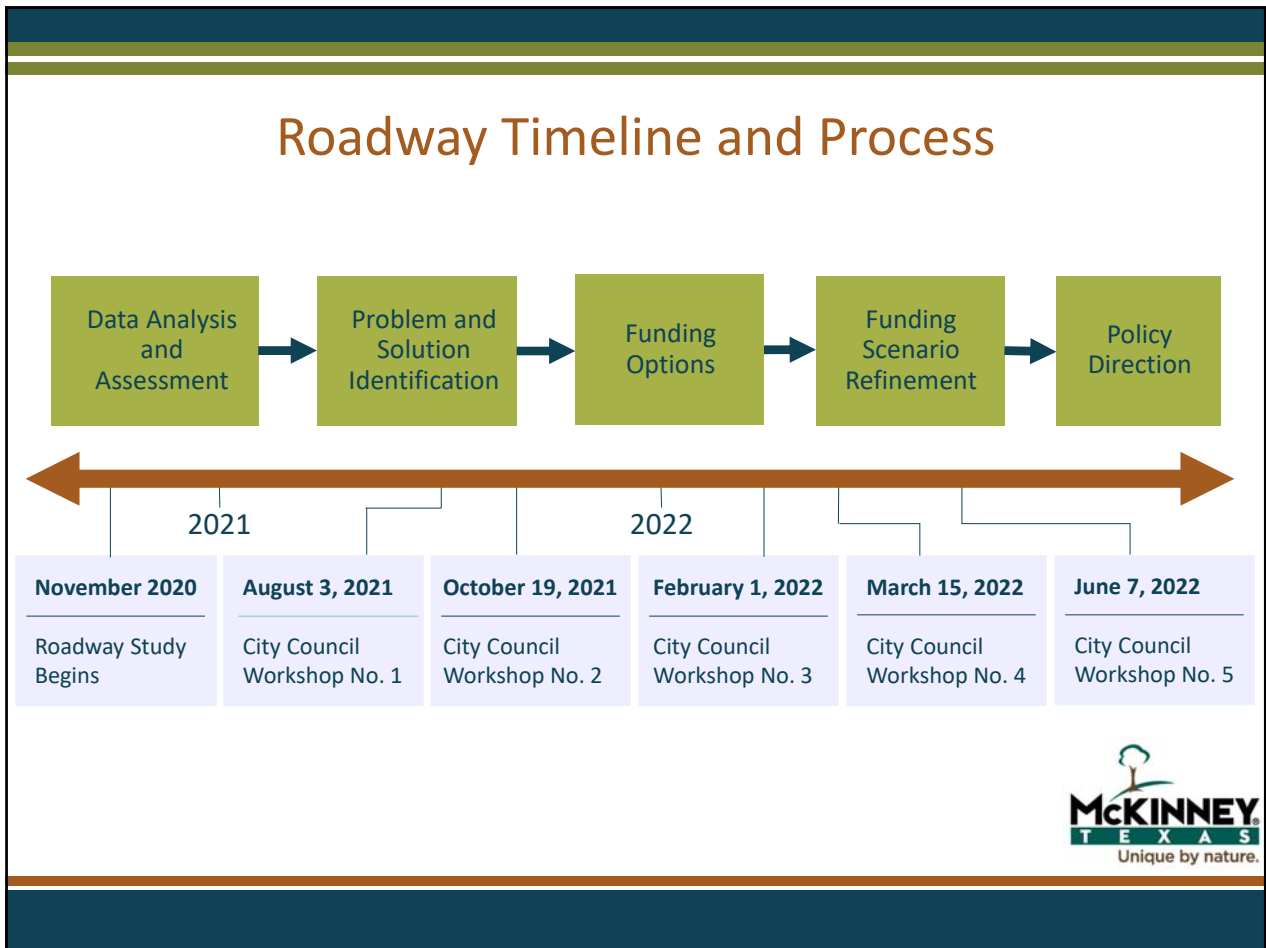 Roadway Timeline and Process
Data Analysis
and
Assessment
Problem and
Solution
Identification
Funding
Options
Funding
Scenario
Refinement
Policy
Direction
2021
2022
November 2020
Roadway Study
Begins
August 3, 2021
City Council
Workshop No. 1
October 19, 2021
City Council
Workshop No. 2
February 1, 2022
City Council
Workshop No. 3
March 15, 2022
City Council
Workshop No. 4
June 7, 2022
City Council
Workshop No. 5
McKINNEY®
TEXAS
Unique by nature.